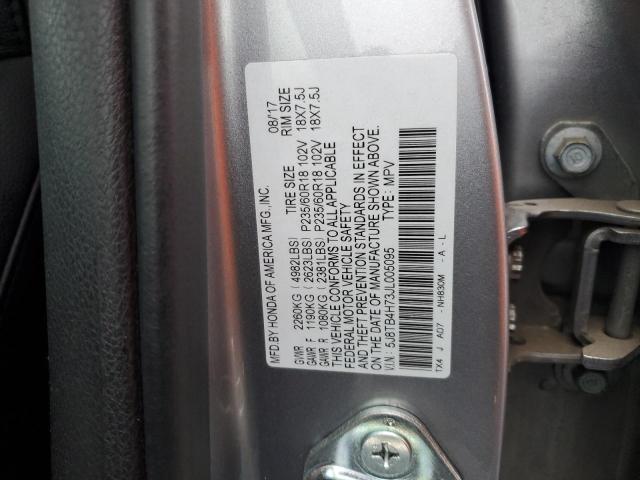 MFD.BY HONDA OF AMERICA MFG.,INC. 08/17
TIRE SIZE RIM SIZE
GVWR 2260KG ( 4982LBS)
GAWR F 1190KG ( 2623LBS) P235/60R18 102V 18X7.5J
GAWR R 1080KG ( 2381LBS) P235/60R18 102V 18X7.5J
THIS VEHICLE CONFORMS TO ALL APPLICABLE
FEDERAL MOTOR VEHICLE SAFETY
AND THEFT PREVENTION STANDARDS IN EFFECT
ON THE DATE OF MANUFACTURE SHOWN ABOVE.
V.I.N: 5J8TB4H73JL005095 TYPE: MPV
TX4 J A07 - NH830M - A - L